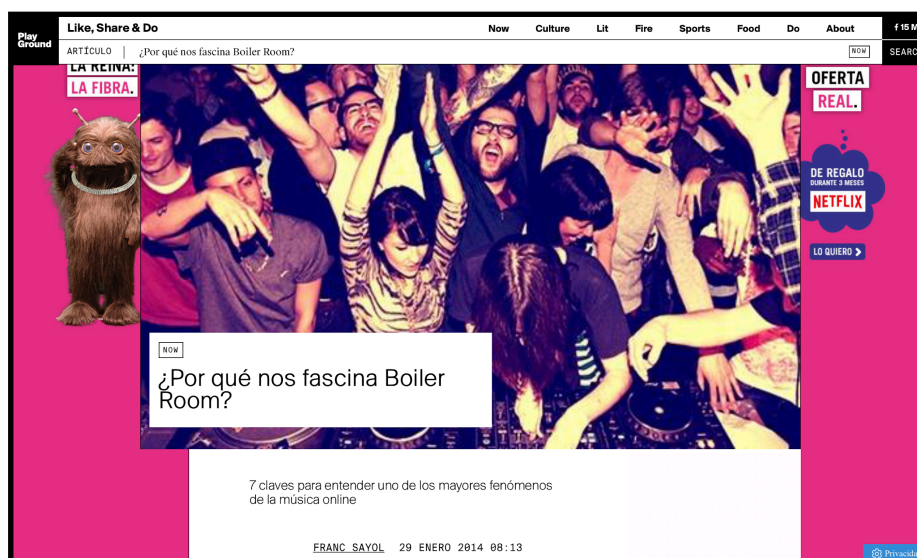 Play
Ground
Like, Share & Do
Now Culture Lit Fire Sports Food Do About
f 15 M
ARTÍCULO | ¿Por qué nos fascina Boiler Room?
NOW
SEARC
LA REINA:
LA FIBRA.
OFERTA
REAL.
DE REGALO
DURANTE 3 MESES
NETFLIX
LO QUIERO >
NOW
¿Por qué nos fascina Boiler
Room?
7 claves para entender uno de los mayores fenómenos
de la música online
FRANC SAYOL 29 ENERO 2014 08:13
Privacida